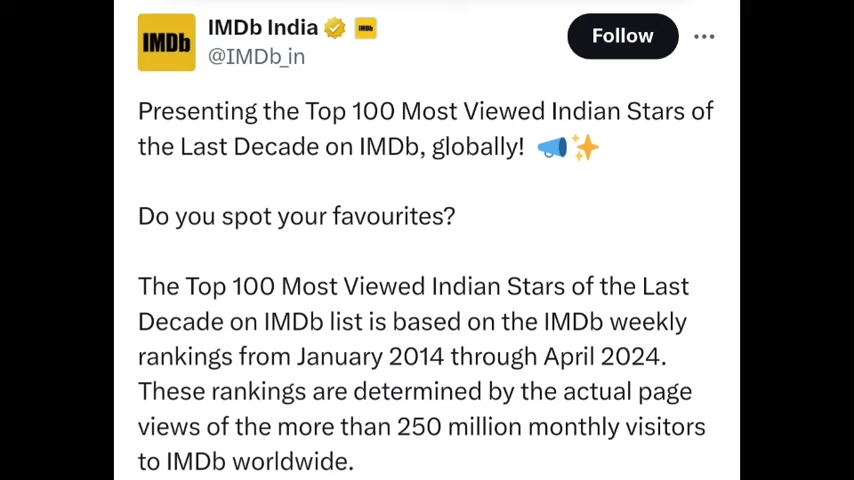 IMDb
IMDb India
IMDb
@IMDb_in
Follow
Presenting the Top 100 Most Viewed Indian Stars of
the Last Decade on IMDb, globally! 📣✨
Do you spot your favourites?
The Top 100 Most Viewed Indian Stars of the Last
Decade on IMDb list is based on the IMDb weekly
rankings from January 2014 through April 2024.
These rankings are determined by the actual page
views of the more than 250 million monthly visitors
to IMDb worldwide.